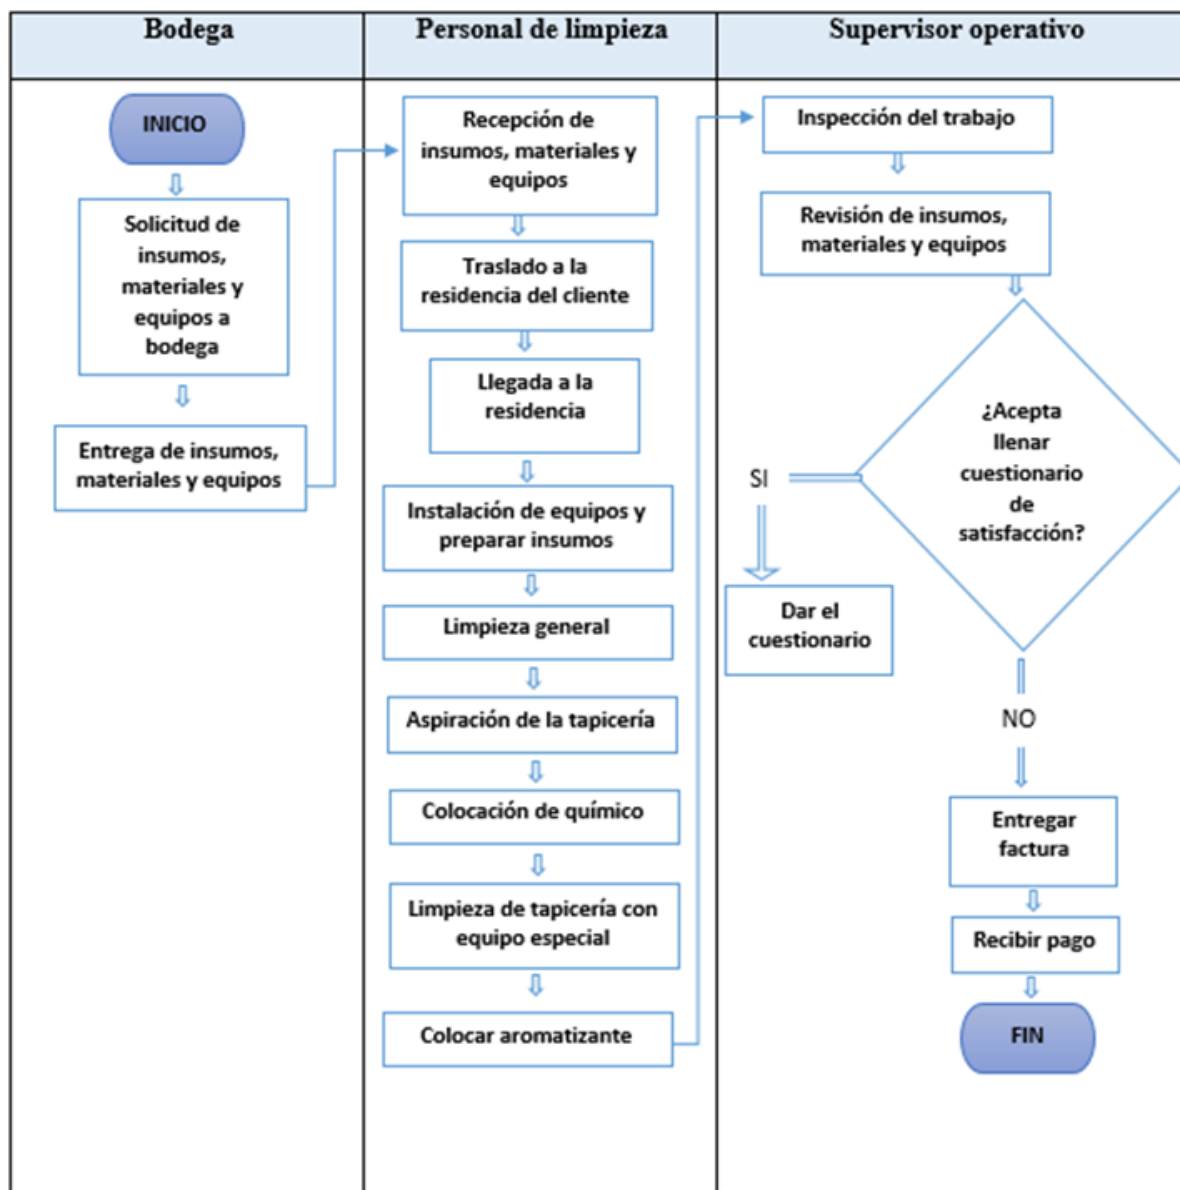 Bodega
Personal de limpieza
Supervisor operativo
INICIO
Solicitud de
insumos,
materiales y
equipos a
bodega
Entrega de insumos,
materiales y equipos
Recepción de
insumos, materiales y
equipos
Traslado a la
residencia del cliente
Llegada a la
residencia
Instalación de equipos y
preparar insumos
Limpieza general
Aspiración de la tapicería
Colocación de químico
Limpieza de tapicería con
equipo especial
Colocar aromatizante
Inspección del trabajo
Revisión de insumos,
materiales y equipos
¿Acepta
llenar
cuestionario
de
satisfacción?
SI
Dar el
cuestionario
NO
Entregar
factura
Recibir pago
FIN